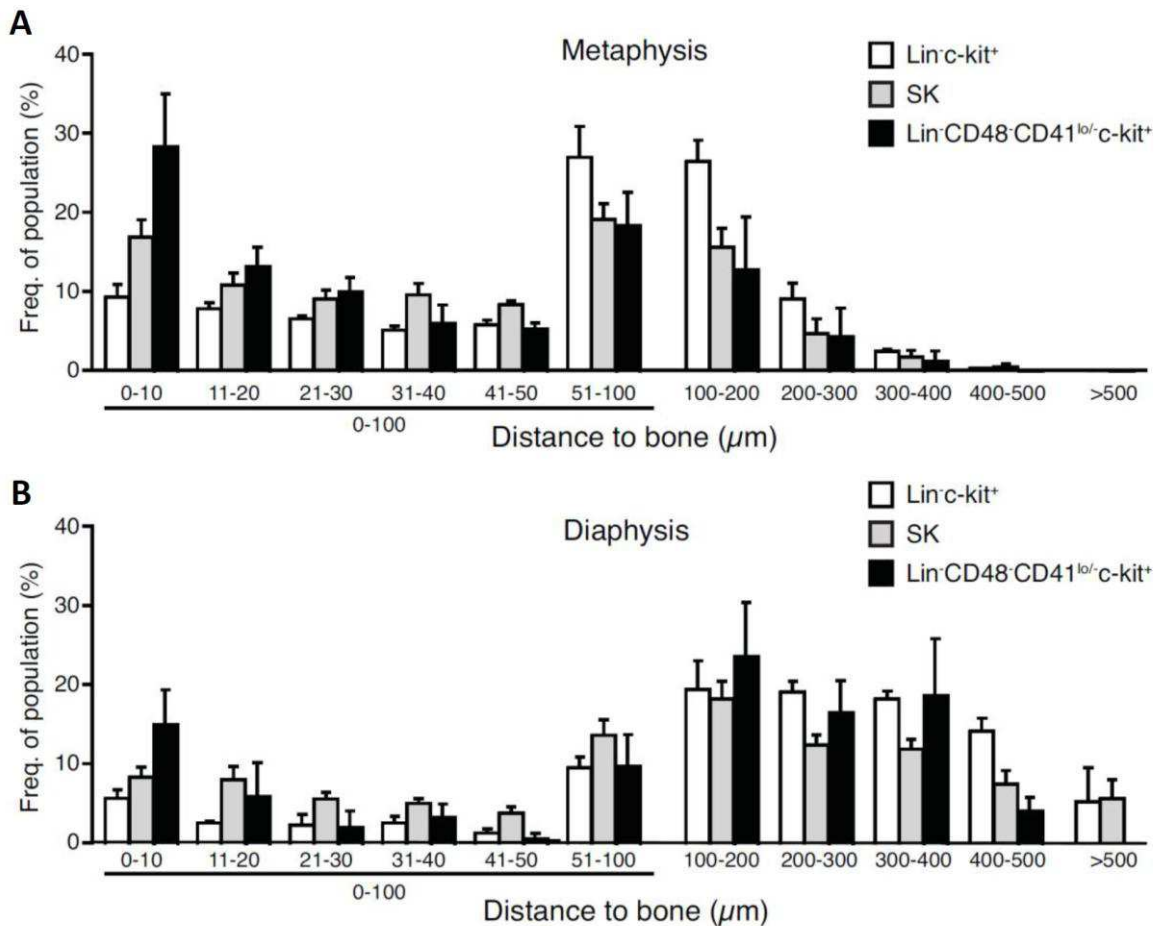 A
Metaphysis
Lin⁻c-kit⁺
SK
Lin⁻CD48⁻CD41ˡᵒ/⁻c-kit⁺
Freq. of population (%)
40
30
20
10
0
0-10 11-20 21-30 31-40 41-50 51-100 100-200 200-300 300-400 400-500 >500
0-100
Distance to bone (µm)
B
Diaphysis
Lin⁻c-kit⁺
SK
Lin⁻CD48⁻CD41ˡᵒ/⁻c-kit⁺
Freq. of population (%)
40
30
20
10
0
0-10 11-20 21-30 31-40 41-50 51-100 100-200 200-300 300-400 400-500 >500
0-100
Distance to bone (µm)